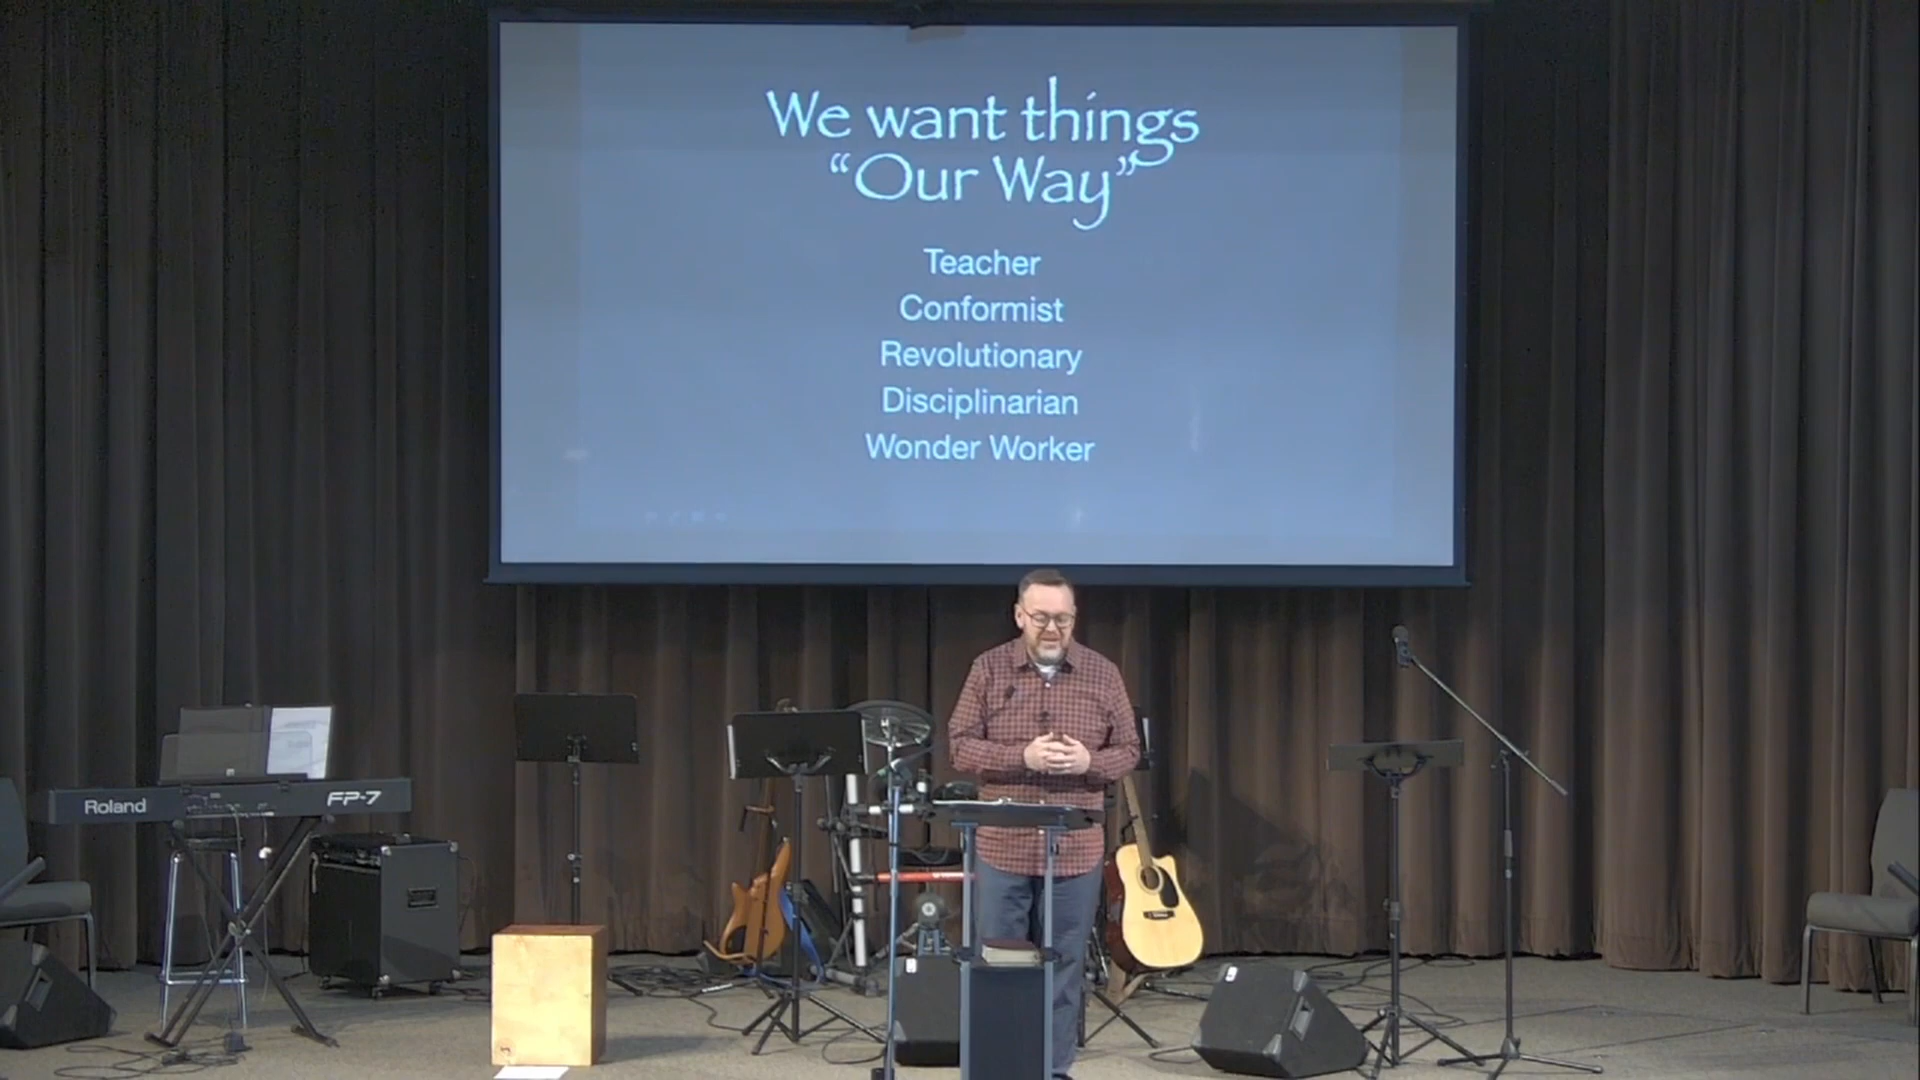 We want things
“Our Way”
Teacher
Conformist
Revolutionary
Disciplinarian
Wonder Worker
Roland
FP-7